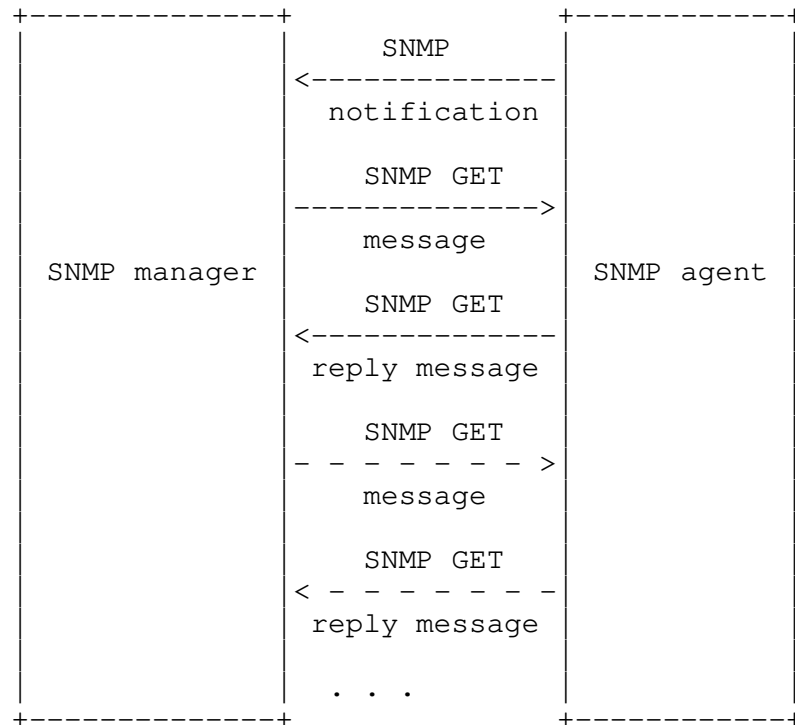 SNMP
notification
SNMP GET
message
SNMP manager
SNMP agent
SNMP GET
reply message
SNMP GET
message
SNMP GET
reply message
. . .